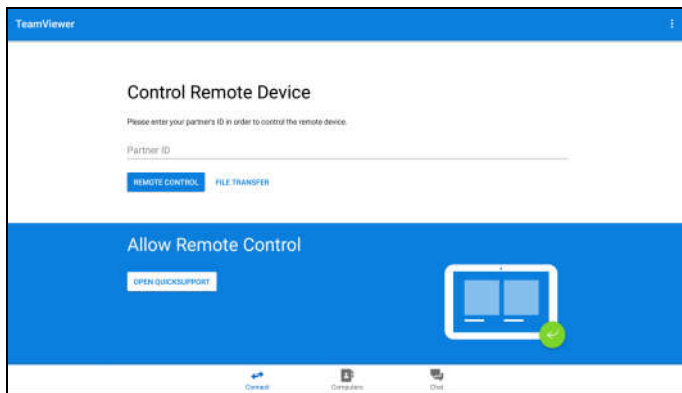 TeamViewer
Control Remote Device
Please enter your partner's ID in order to control the remote device.
Partner ID
REMOTE CONTROL FILE TRANSFER
Allow Remote Control
OPEN QUICKSUPPORT
Connect Computers Chat